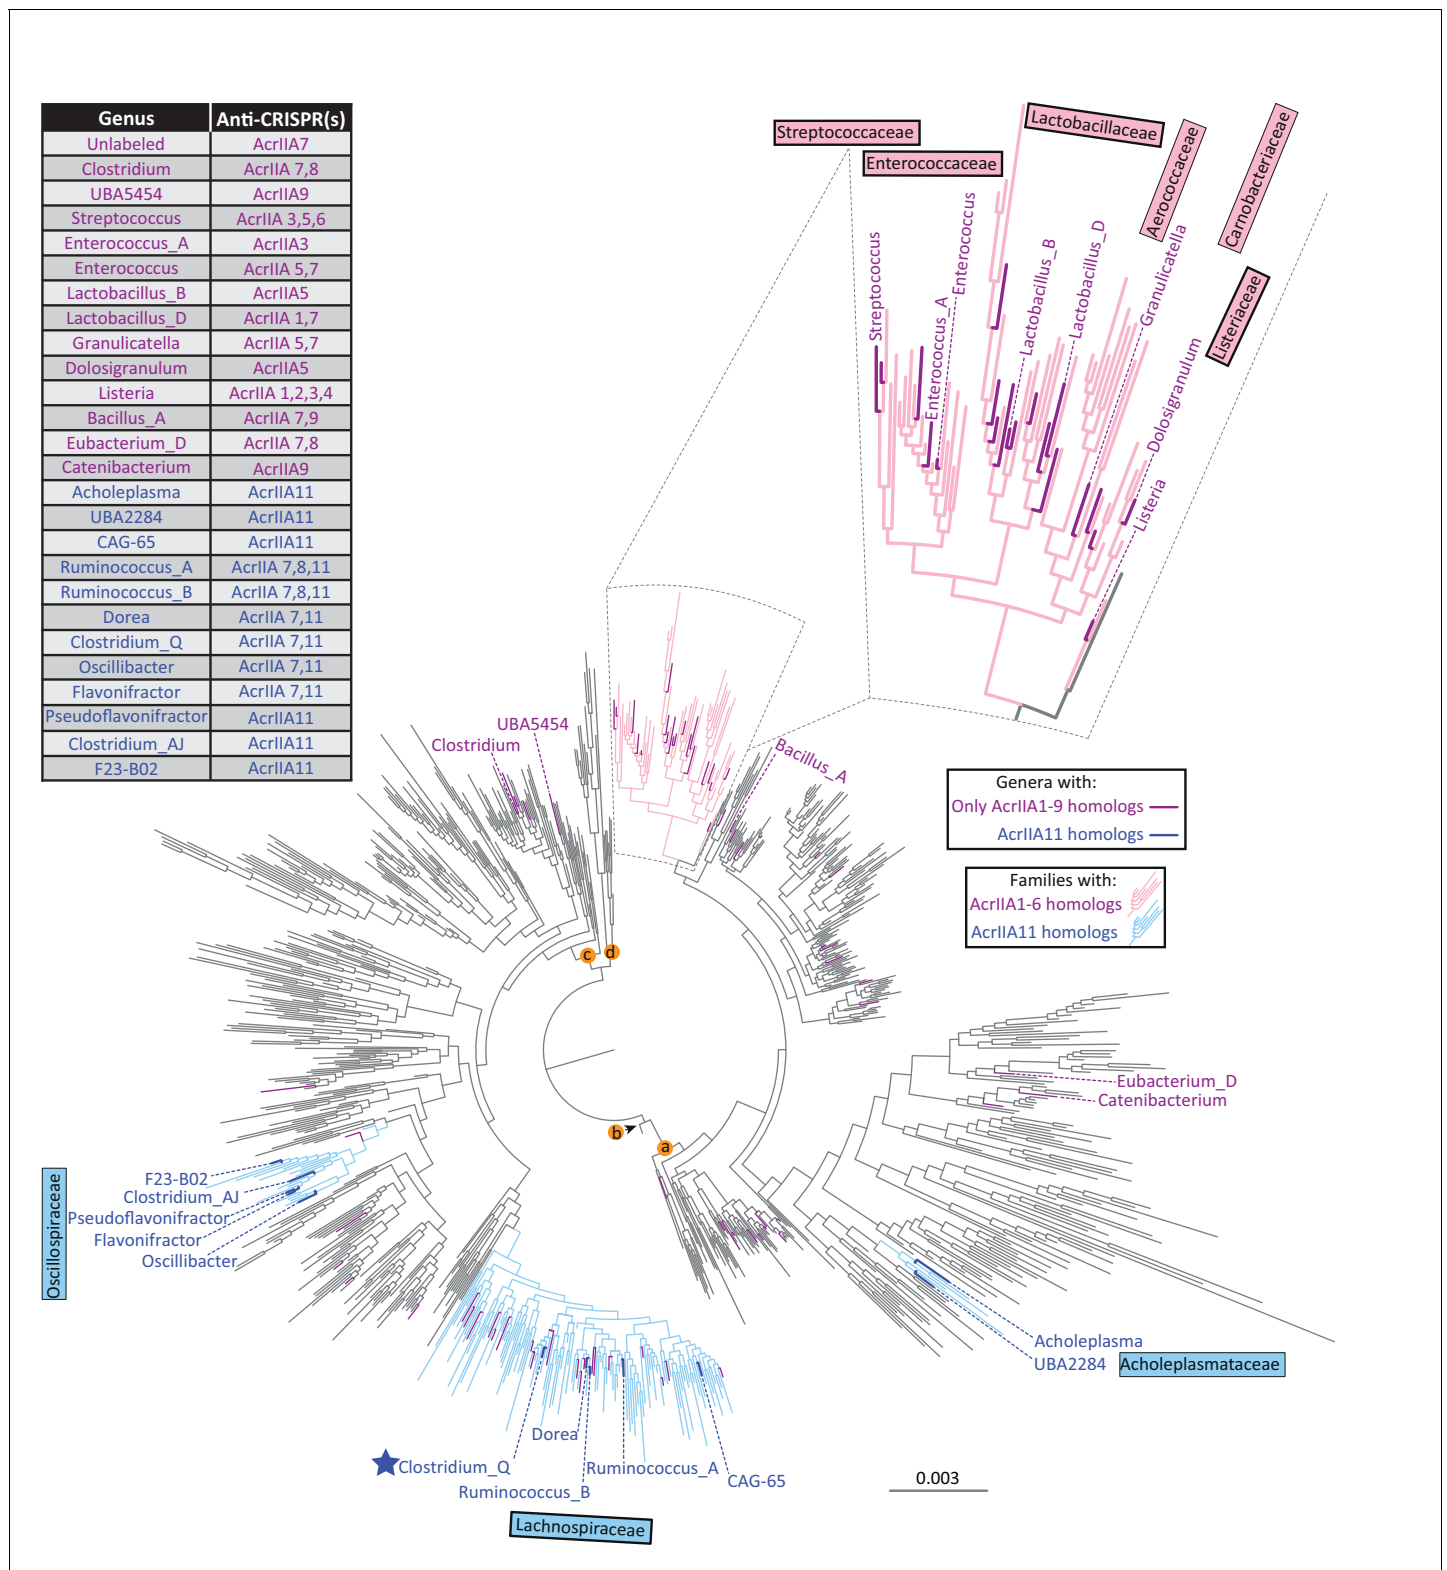 Genus Anti-CRISPR(s)
Unlabeled AcrIIA7
Clostridium AcrIIA 7,8
UBA5454 AcrIIA9
Streptococcus AcrIIA 3,5,6
Enterococcus_A AcrIIA3
Enterococcus AcrIIA 5,7
Lactobacillus_B AcrIIA5
Lactobacillus_D AcrIIA 1,7
Granulicatella AcrIIA 5,7
Dolosigranulum AcrIIA5
Listeria AcrIIA 1,2,3,4
Bacillus_A AcrIIA 7,9
Eubacterium_D AcrIIA 7,8
Catenibacterium AcrIIA9
Acholeplasma AcrIIA11
UBA2284 AcrIIA11
CAG-65 AcrIIA11
Ruminococcus_A AcrIIA 7,8,11
Ruminococcus_B AcrIIA 7,8,11
Dorea AcrIIA 7,11
Clostridium_Q AcrIIA 7,11
Oscillibacter AcrIIA 7,11
Flavonifractor AcrIIA 7,11
Pseudoflavonifractor AcrIIA11
Clostridium_AJ AcrIIA11
F23-B02 AcrIIA11
Streptococcaceae
Enterococcaceae
Lactobacillaceae
Aerococcaceae
Carnobacteriaceae
Listeriaceae
Streptococcus
Enterococcus_A
Enterococcus
Lactobacillus_B
Lactobacillus_D
Granulicatella
Dolosigranulum
Listeria
UBA5454
Clostridium
Bacillus_A
Genera with:
Only AcrIIA1-9 homologs
AcrIIA11 homologs
Families with:
AcrIIA1-6 homologs
AcrIIA11 homologs
c
d
b
a
Eubacterium_D
Catenibacterium
F23-B02
Clostridium_AJ
Pseudoflavonifractor
Flavonifractor
Oscillibacter
Oscillospiraceae
Acholeplasma
UBA2284
Acholeplasmataceae
Dorea
Clostridium_Q
Ruminococcus_B
Ruminococcus_A
CAG-65
Lachnospiraceae
0.003